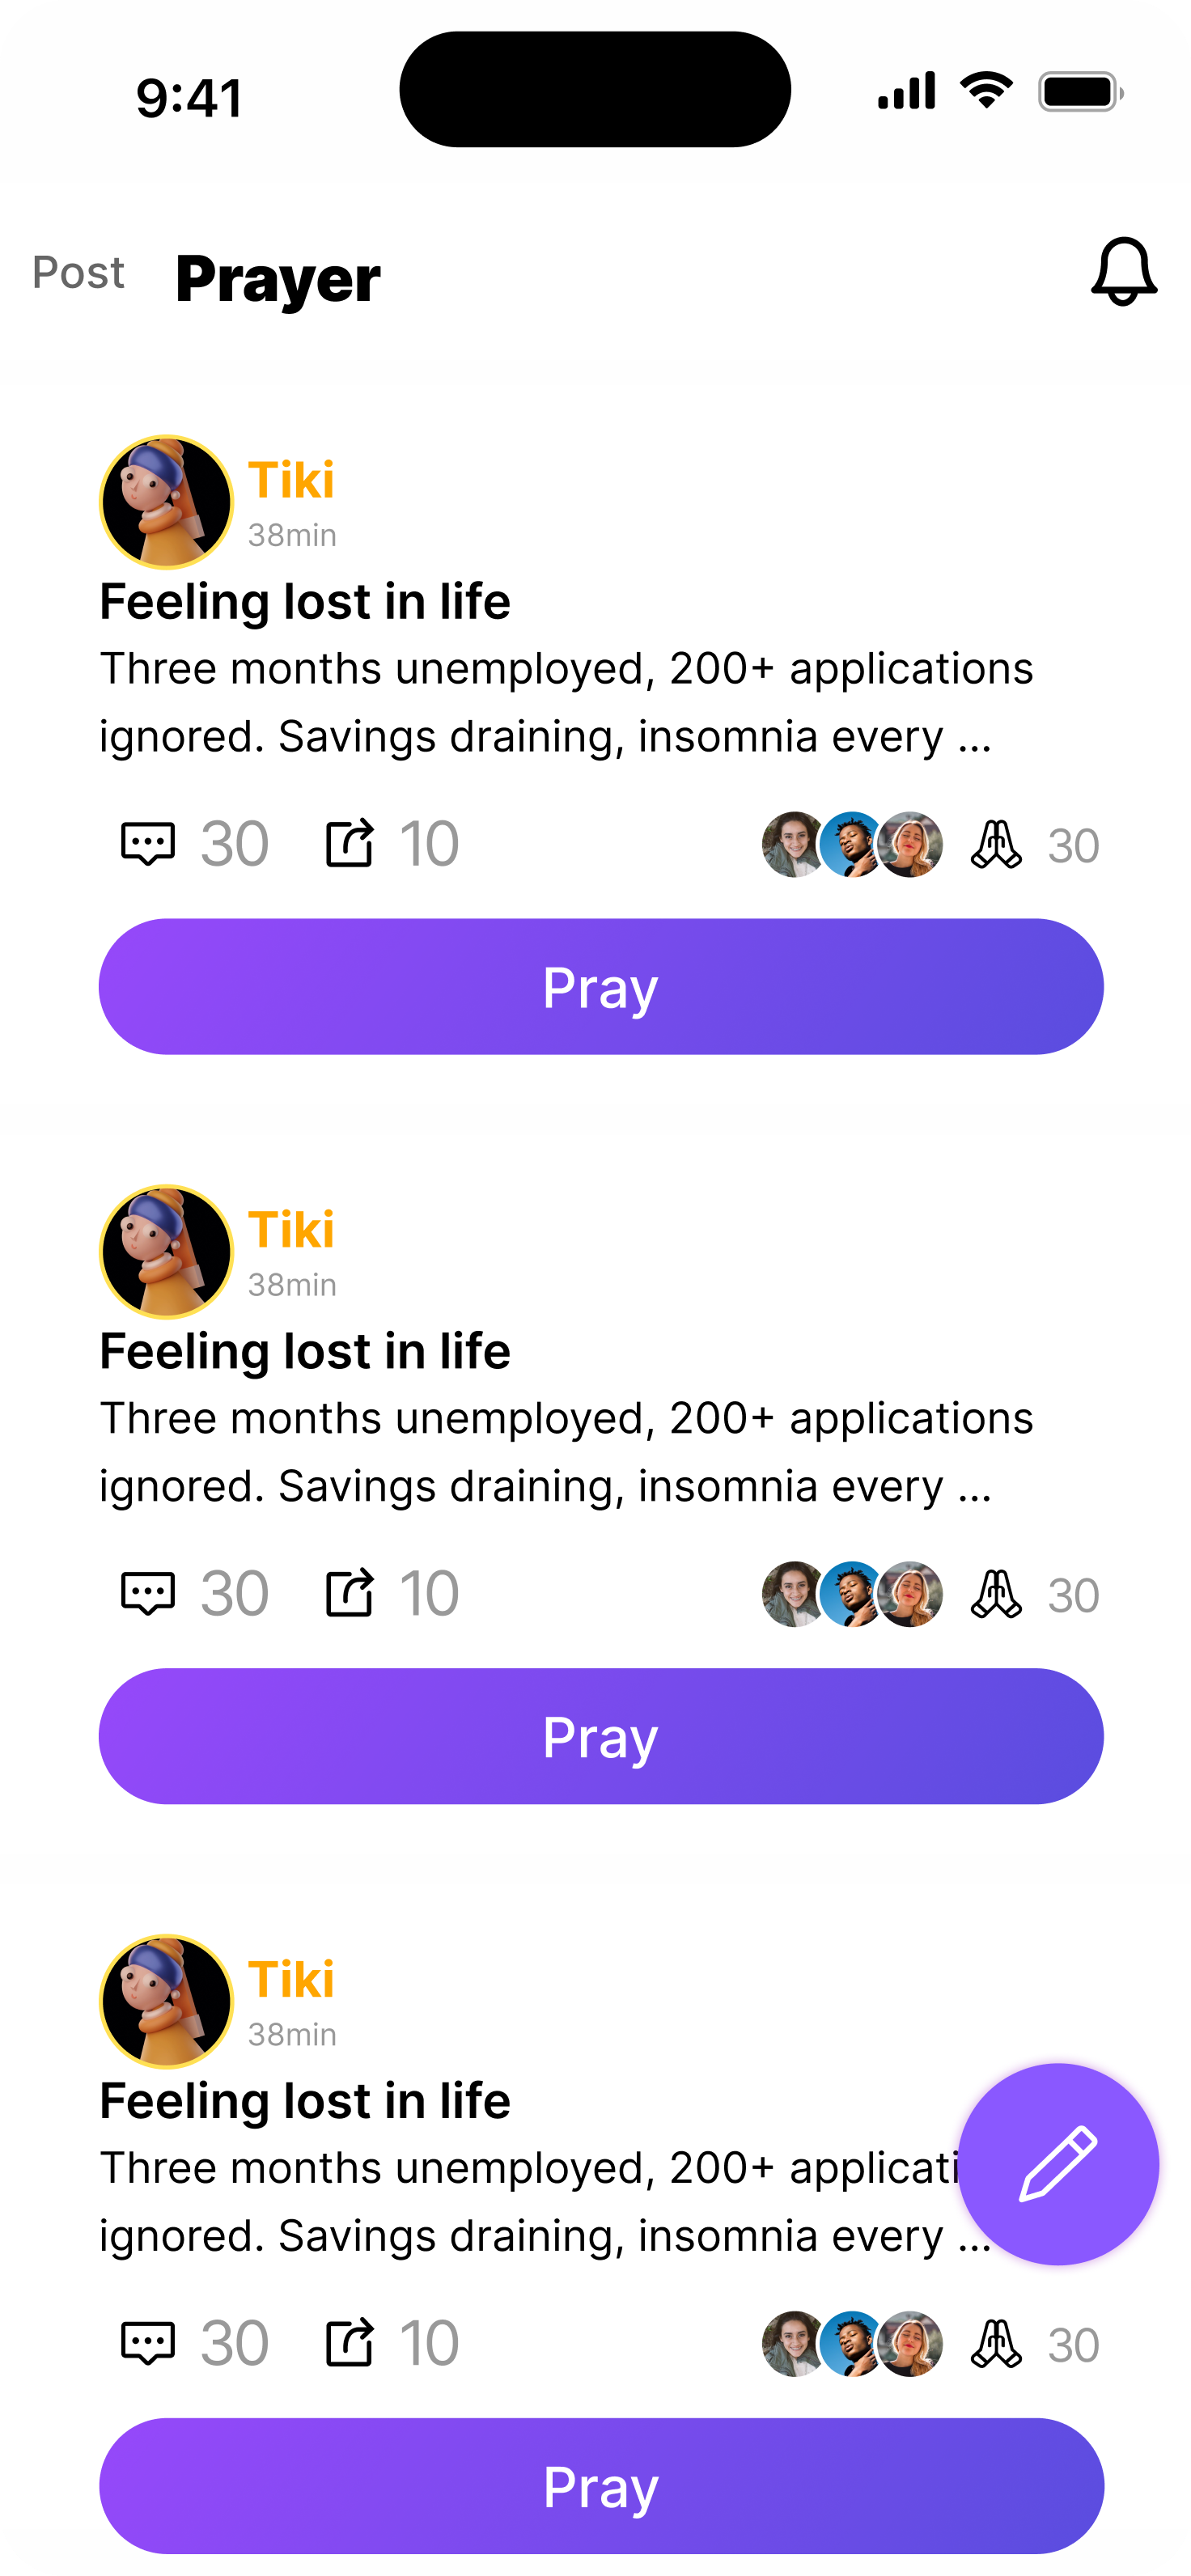 9:41
Post Prayer
Tiki
38min
Feeling lost in life
Three months unemployed, 200+ applications
ignored. Savings draining, insomnia every ...
30 10 30
Pray
Tiki
38min
Feeling lost in life
Three months unemployed, 200+ applications
ignored. Savings draining, insomnia every ...
30 10 30
Pray
Tiki
38min
Feeling lost in life
Three months unemployed, 200+ applicati
ignored. Savings draining, insomnia every ...
30 10 30
Pray